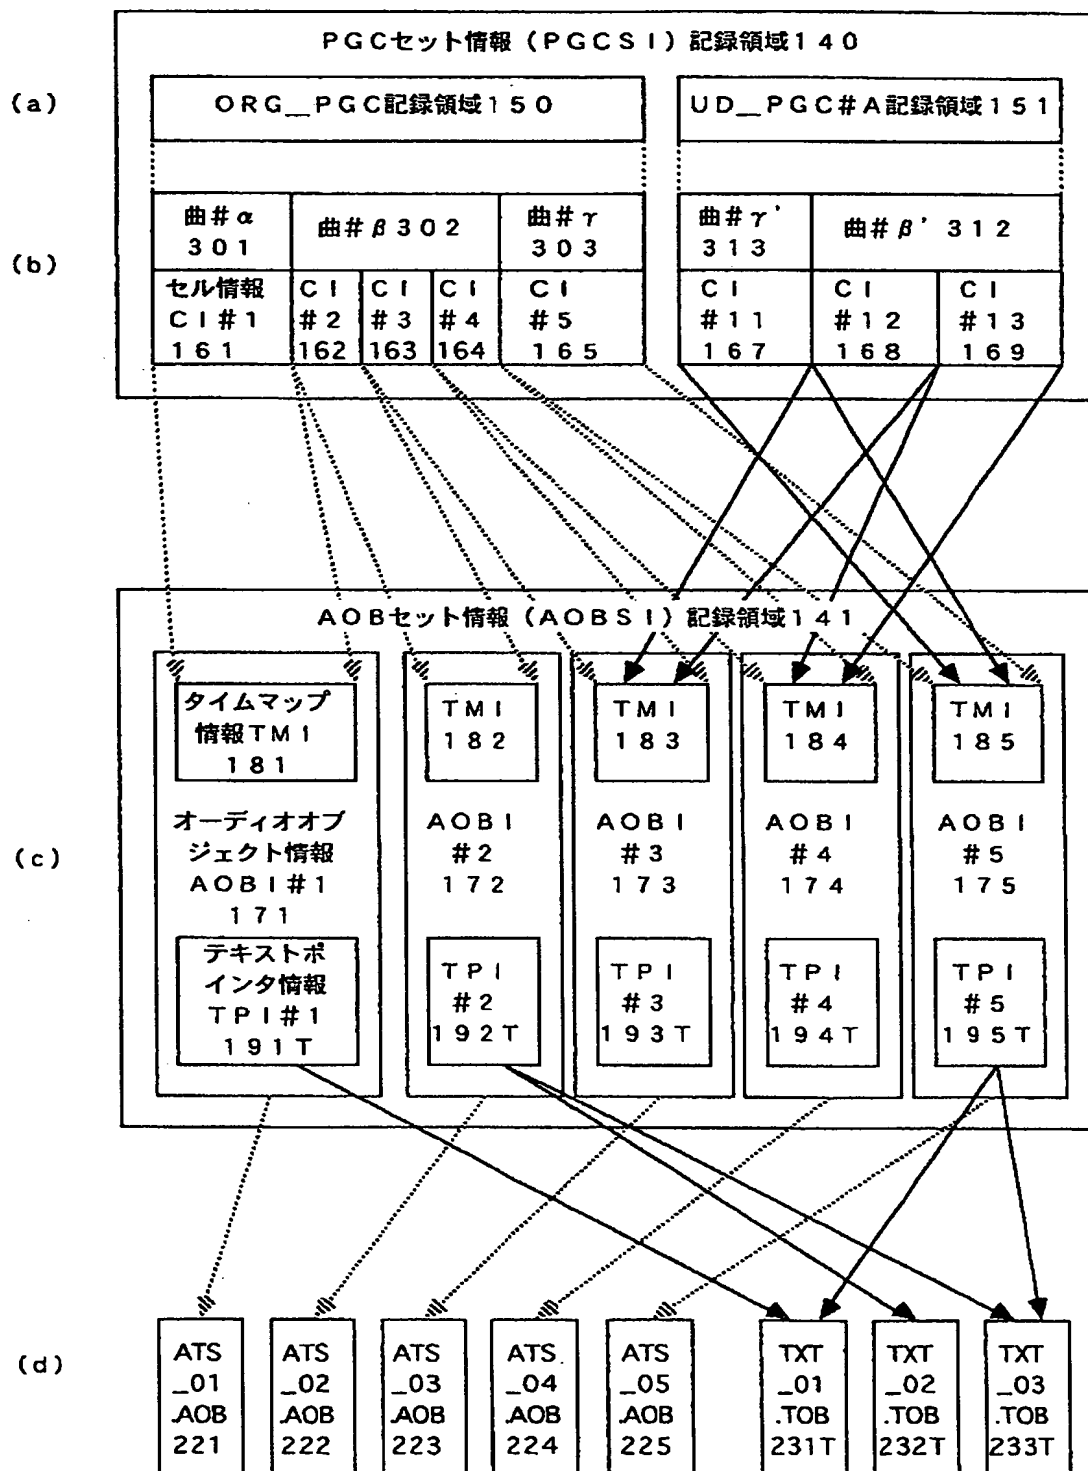 PGCセット情報（PGCSI）記録領域140
(a)
ORG__PGC記録領域150
UD__PGC#A記録領域151
(b)
曲#α
301
曲#β302
曲#γ
303
曲#γ'
313
曲#β'312
セル情報
CI#1
161
CI
#2
162
CI
#3
163
CI
#4
164
CI
#5
165
CI
#11
167
CI
#12
168
CI
#13
169
AOBセット情報（AOBSI）記録領域141
(c)
タイムマップ
情報TMI
181
TMI
182
TMI
183
TMI
184
TMI
185
オーディオオブ
ジェクト情報
AOBI#1
171
AOBI
#2
172
AOBI
#3
173
AOBI
#4
174
AOBI
#5
175
テキストポ
インタ情報
TPI#1
191T
TPI
#2
192T
TPI
#3
193T
TPI
#4
194T
TPI
#5
195T
(d)
ATS
_01
.AOB
221
ATS
_02
.AOB
222
ATS
_03
.AOB
223
ATS
_04
.AOB
224
ATS
_05
.AOB
225
TXT
_01
.TOB
231T
TXT
_02
.TOB
232T
TXT
_03
.TOB
233T